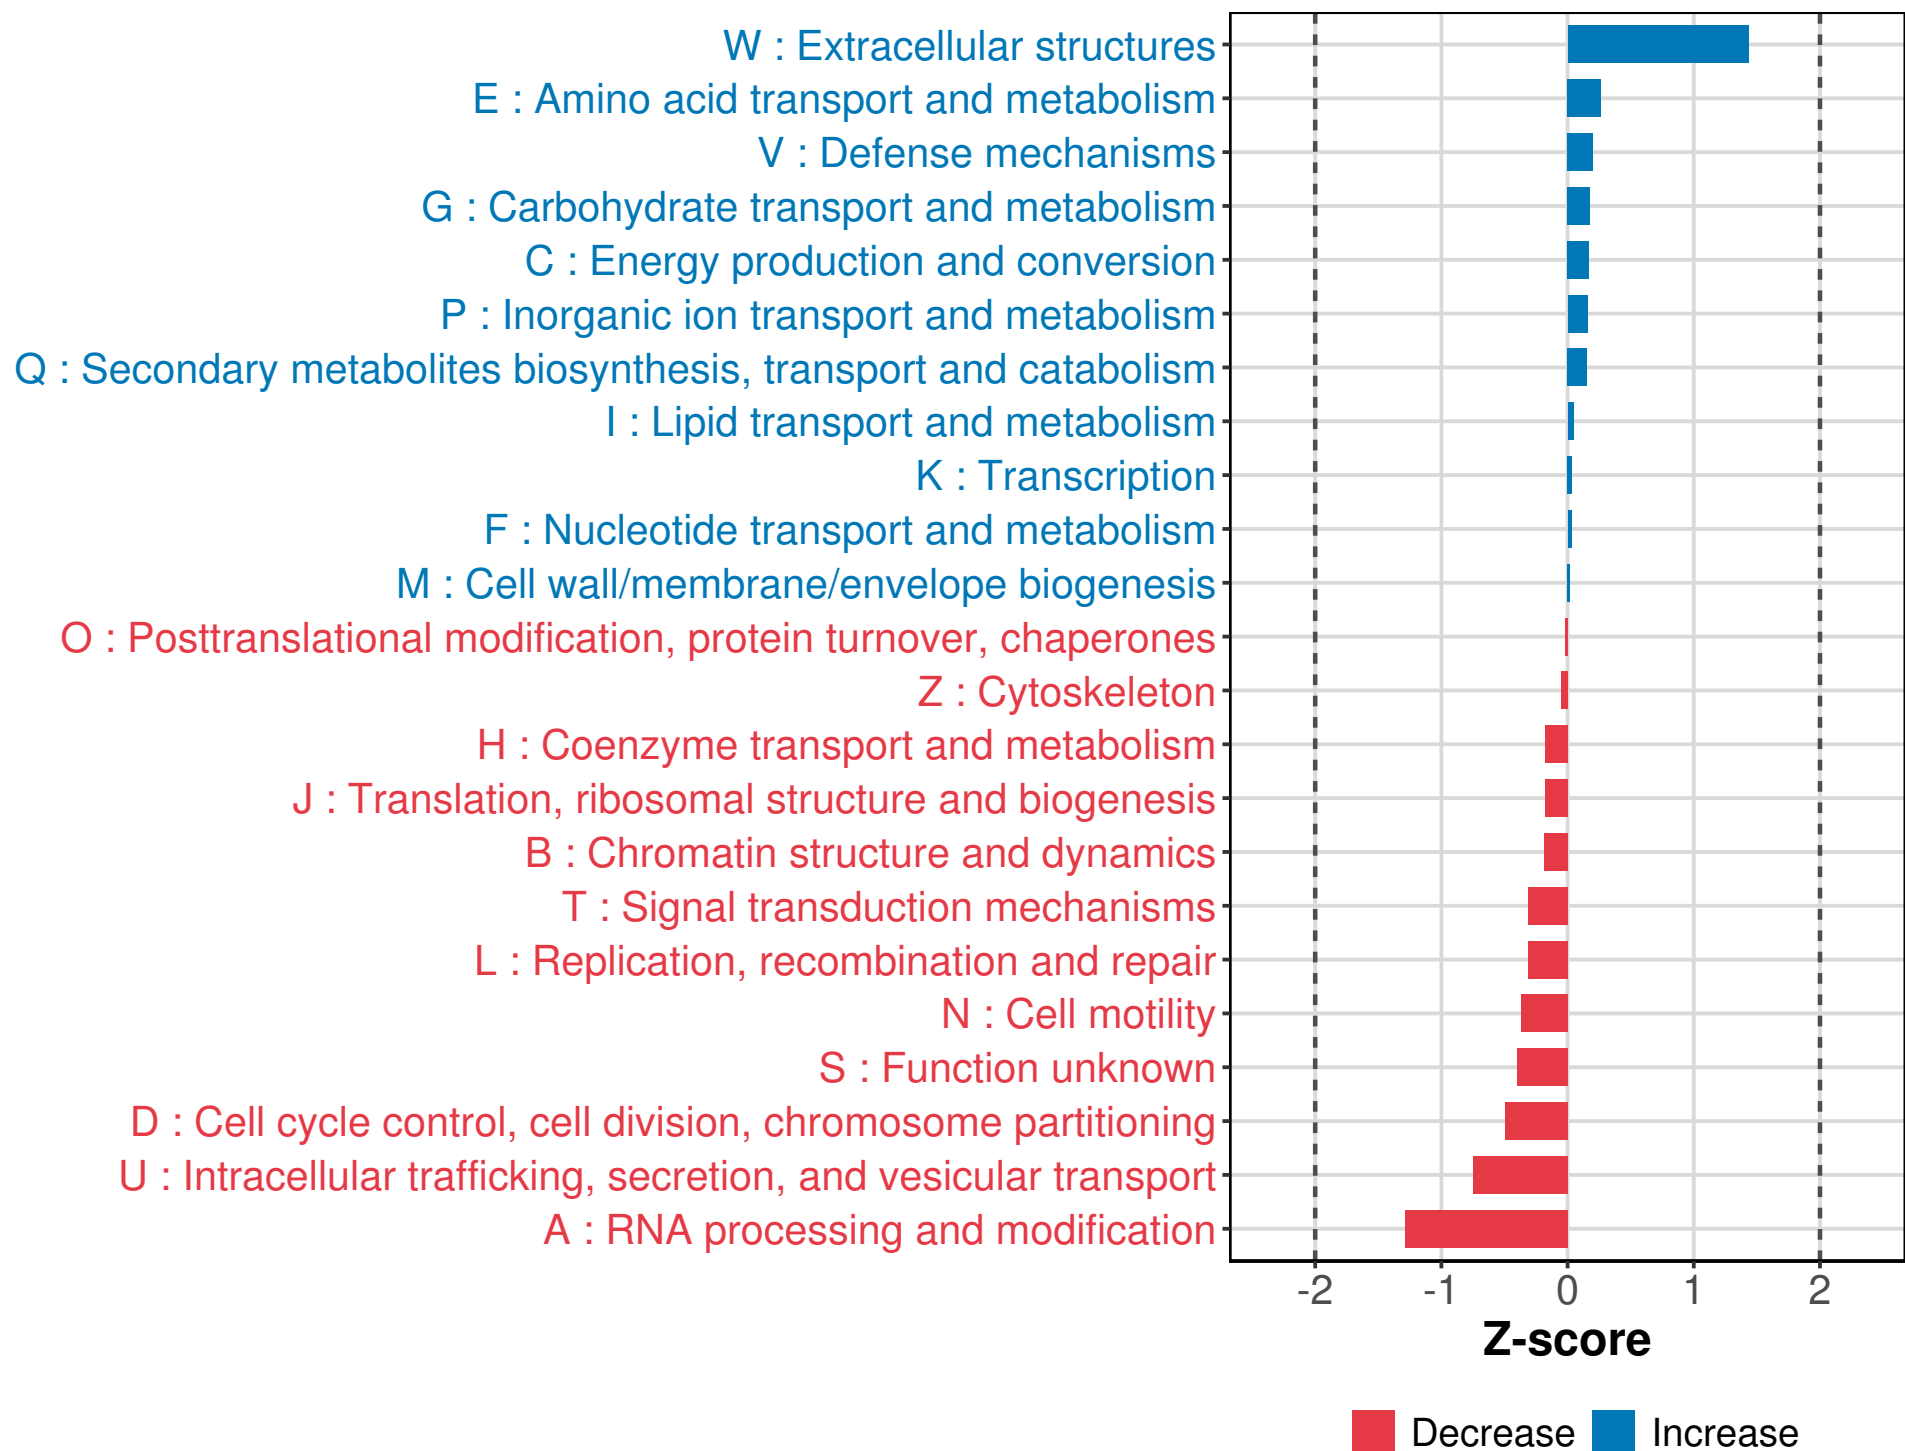 W : Extracellular structures
E : Amino acid transport and metabolism
V : Defense mechanisms
G : Carbohydrate transport and metabolism
C : Energy production and conversion
P : Inorganic ion transport and metabolism
Q : Secondary metabolites biosynthesis, transport and catabolism
I : Lipid transport and metabolism
K : Transcription
F : Nucleotide transport and metabolism
M : Cell wall/membrane/envelope biogenesis
O : Posttranslational modification, protein turnover, chaperones
Z : Cytoskeleton
H : Coenzyme transport and metabolism
J : Translation, ribosomal structure and biogenesis
B : Chromatin structure and dynamics
T : Signal transduction mechanisms
L : Replication, recombination and repair
N : Cell motility
S : Function unknown
D : Cell cycle control, cell division, chromosome partitioning
U : Intracellular trafficking, secretion, and vesicular transport
A : RNA processing and modification
-2 -1 0 1 2
Z-score
Decrease Increase